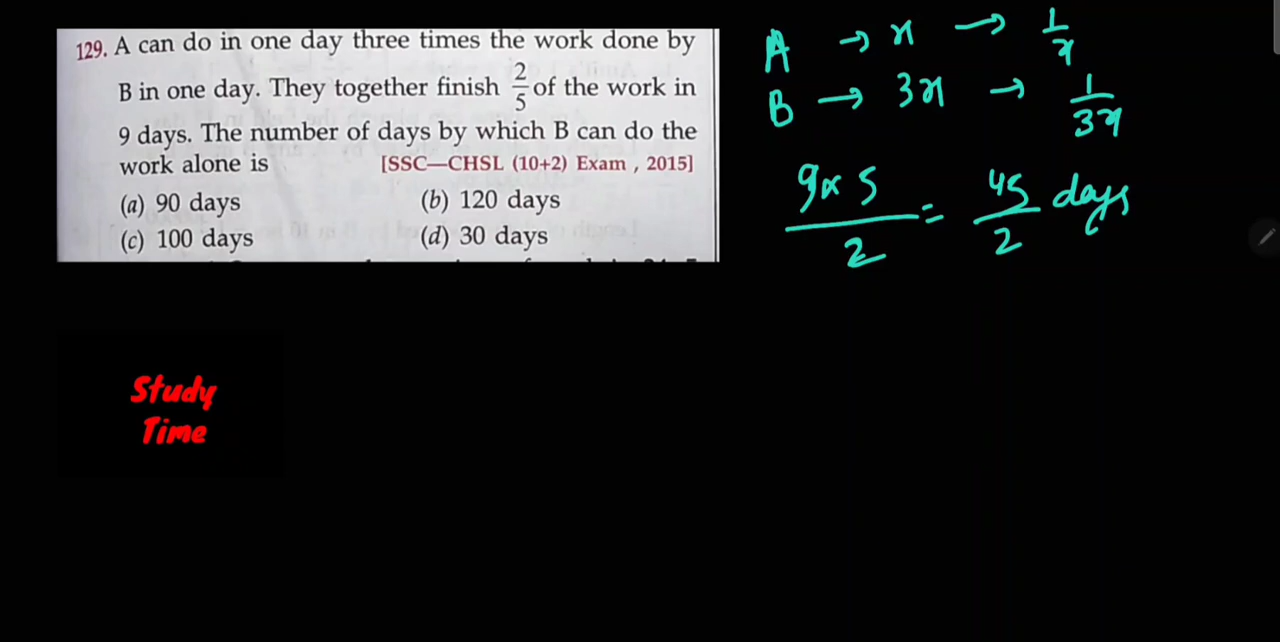 129. A can do in one day three times the work done by
B in one day. They together finish 2/5 of the work in
9 days. The number of days by which B can do the
work alone is [SSC—CHSL (10+2) Exam , 2015]
(a) 90 days (b) 120 days
(c) 100 days (d) 30 days
A → x → 1/x
B → 3x → 1/3x
9 × 5 / 2 = 45/2 days
Study
Time